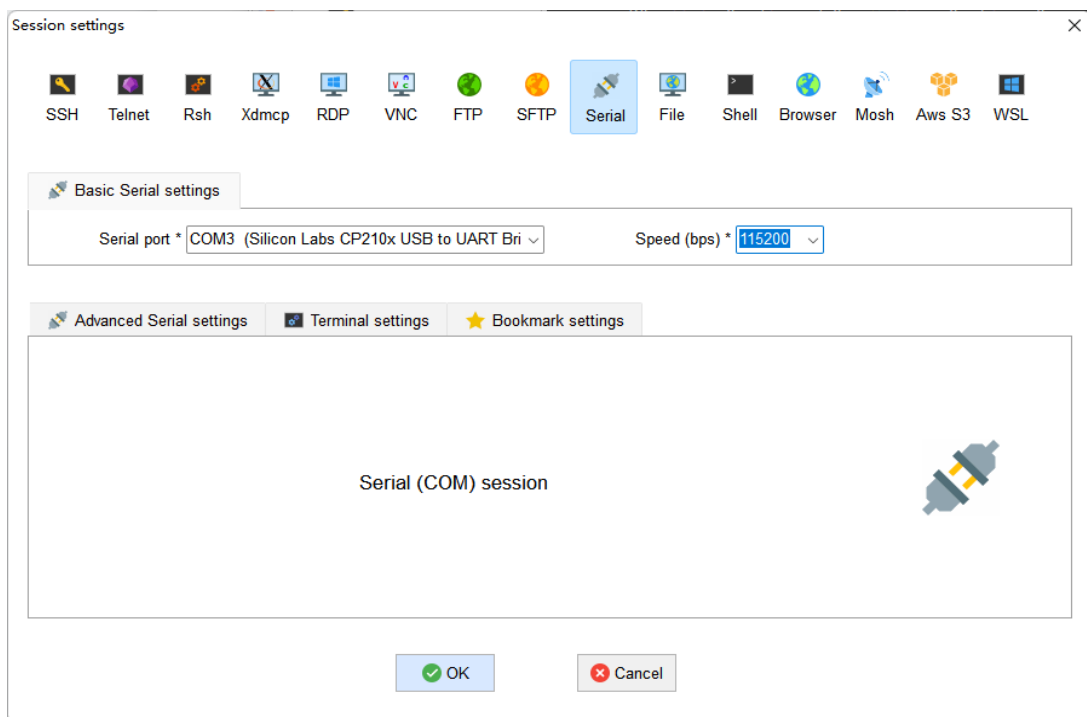 Session settings
SSH Telnet Rsh Xdmcp RDP VNC FTP SFTP Serial File Shell Browser Mosh Aws S3 WSL
Basic Serial settings
Serial port * COM3 (Silicon Labs CP210x USB to UART Bri Speed (bps) * 115200
Advanced Serial settings Terminal settings Bookmark settings
Serial (COM) session
OK Cancel